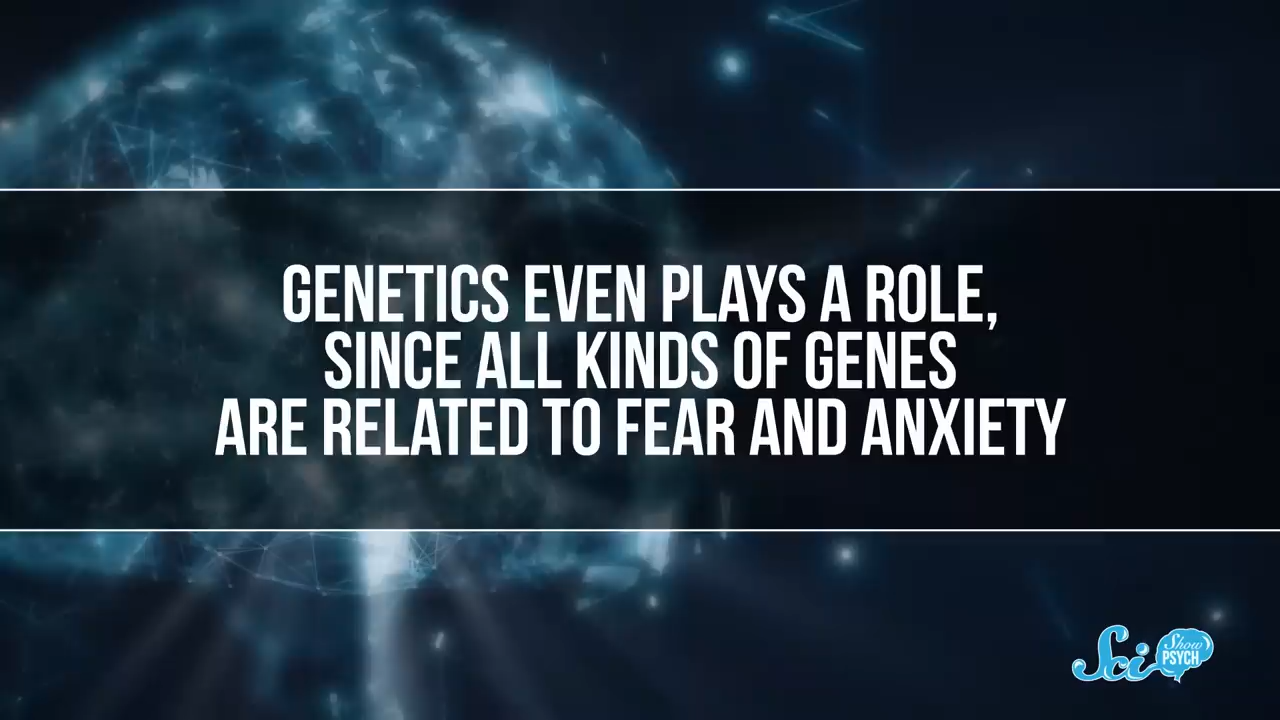 GENETICS EVEN PLAYS A ROLE,
SINCE ALL KINDS OF GENES
ARE RELATED TO FEAR AND ANXIETY
Sci Show
PSYCH